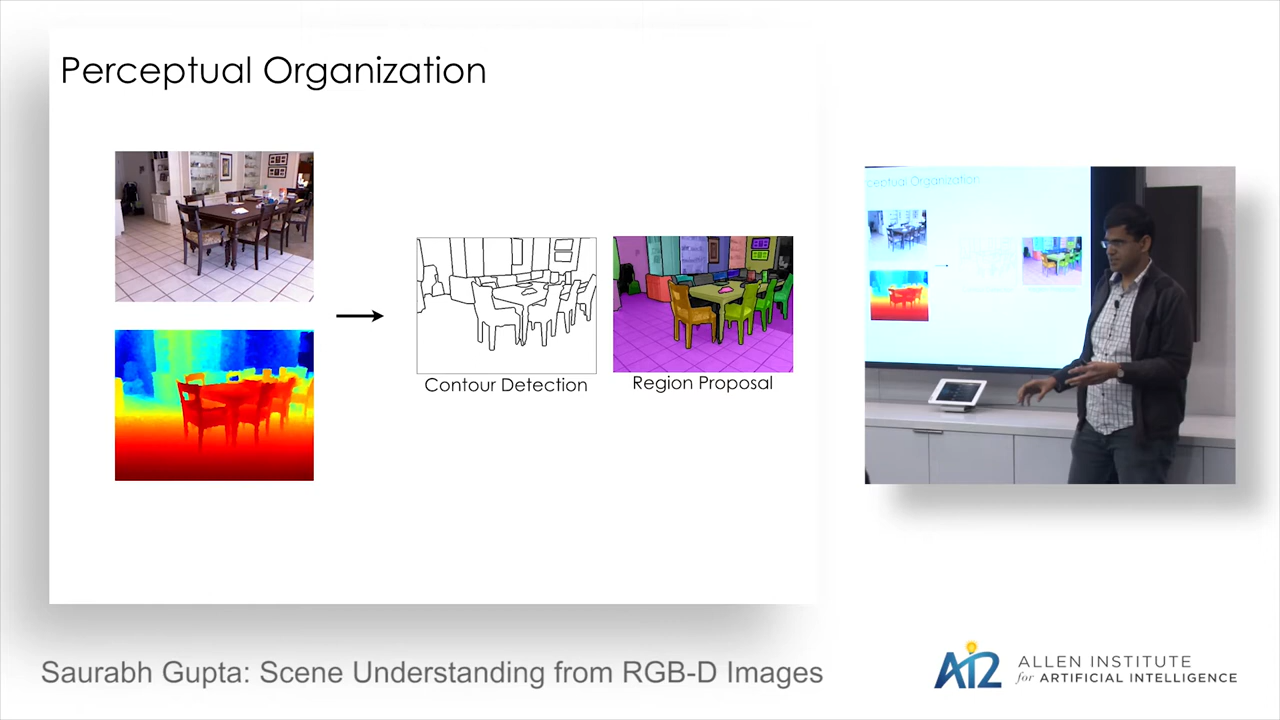 Perceptual Organization
Contour Detection
Region Proposal
ceptual Organization
Saurabh Gupta: Scene Understanding from RGB-D Images
AI2 ALLEN INSTITUTE
for ARTIFICIAL INTELLIGENCE